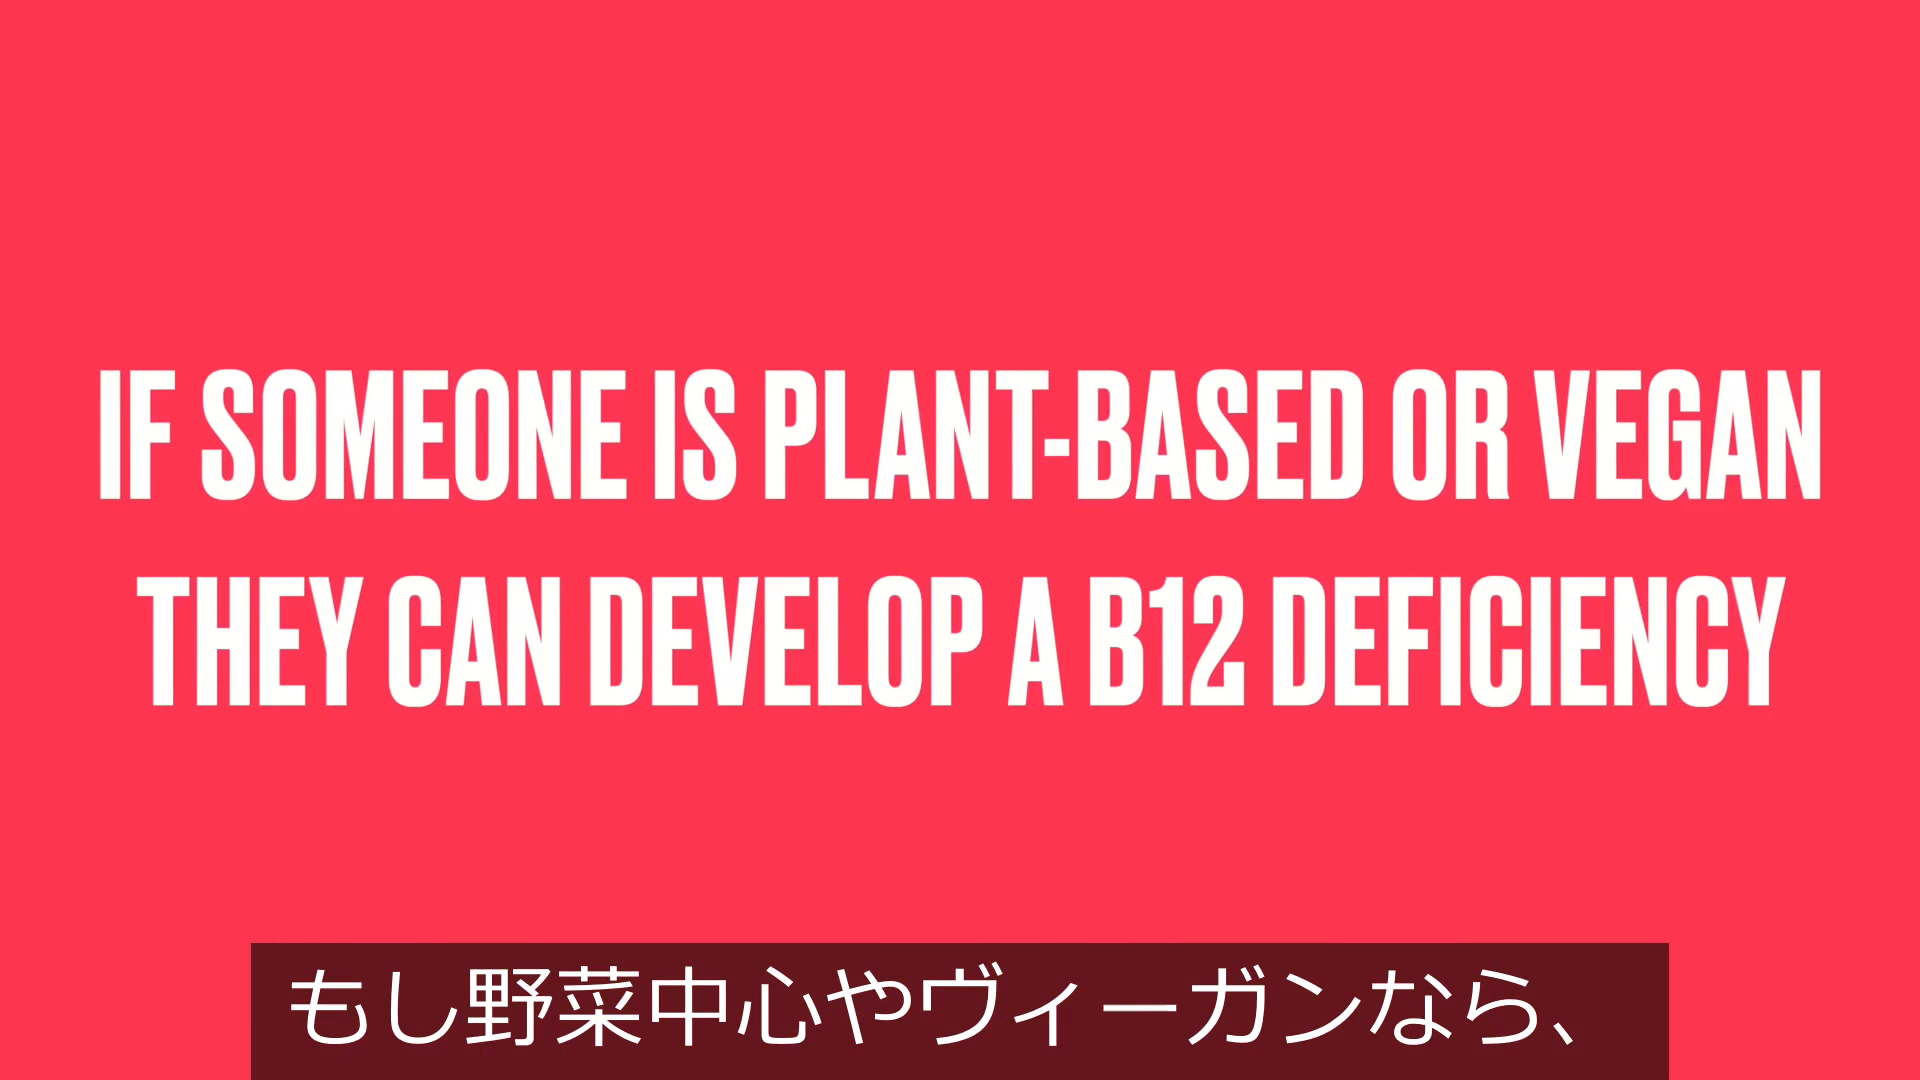 IF SOMEONE IS PLANT-BASED OR VEGAN
THEY CAN DEVELOP A B12 DEFICIENCY
もし野菜中心やヴィーガンなら、